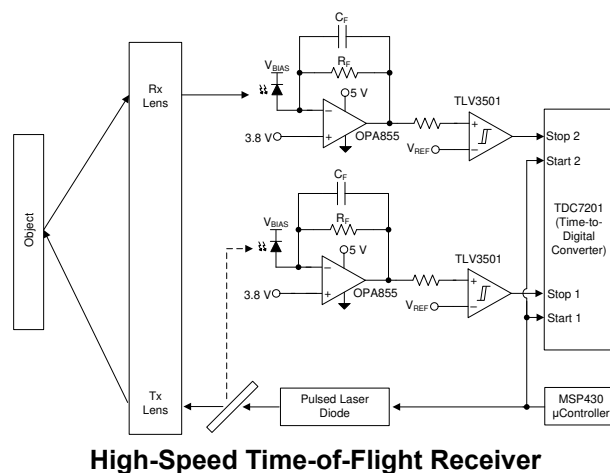 CF
RF
VBIAS
5 V
OPA855
3.8 V
TLV3501
VREF
Rx
Lens
Stop 2
Start 2
TDC7201
(Time-to-
Digital
Converter)
Object
CF
RF
VBIAS
5 V
OPA855
3.8 V
TLV3501
VREF
Stop 1
Start 1
Tx
Lens
Pulsed Laser
Diode
MSP430
µController
High-Speed Time-of-Flight Receiver